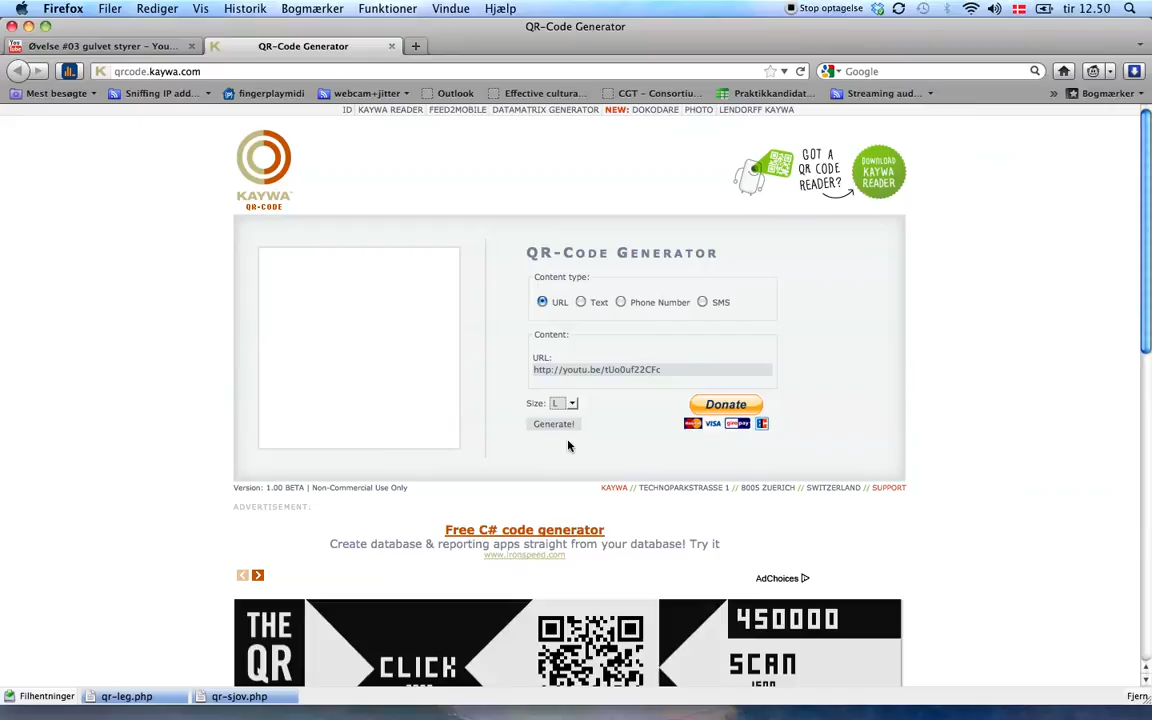 Firefox Filer Rediger Vis Historik Bogmærker Funktioner Vindue Hjælp Stop optagelse tir 12.50
QR-Code Generator
Øvelse #03 gulvet styrer – You... QR-Code Generator
qrcode.kaywa.com Google
Mest besøgte Sniffing IP add... fingerplaymidi webcam+jitter Outlook Effective cultura... CGT - Consortiu... Praktikkandidat... Streaming aud... » Bogmærker
ID KAYWA READER FEED2MOBILE DATAMATRIX GENERATOR NEW: DOKODARE PHOTO LENDORFF KAYWA
GOT A
QR CODE
READER?
DOWNLOAD
KAYWA
READER
KAYWA
QR-CODE
QR-CODE GENERATOR
Content type:
URL Text Phone Number SMS
Content:
URL:
http://youtu.be/tUo0uf22CFc
Size: L
Donate
Generate!
VISA giropay
Version: 1.00 BETA | Non-Commercial Use Only
KAYWA // TECHNOPARKSTRASSE 1 // 8005 ZUERICH // SWITZERLAND // SUPPORT
ADVERTISEMENT.
Free C# code generator
Create database & reporting apps straight from your database! Try it
www.ironspeed.com
AdChoices
THE
QR
CLICK
450000
SCAN
Filhentninger qr-leg.php qr-sjov.php Fjern